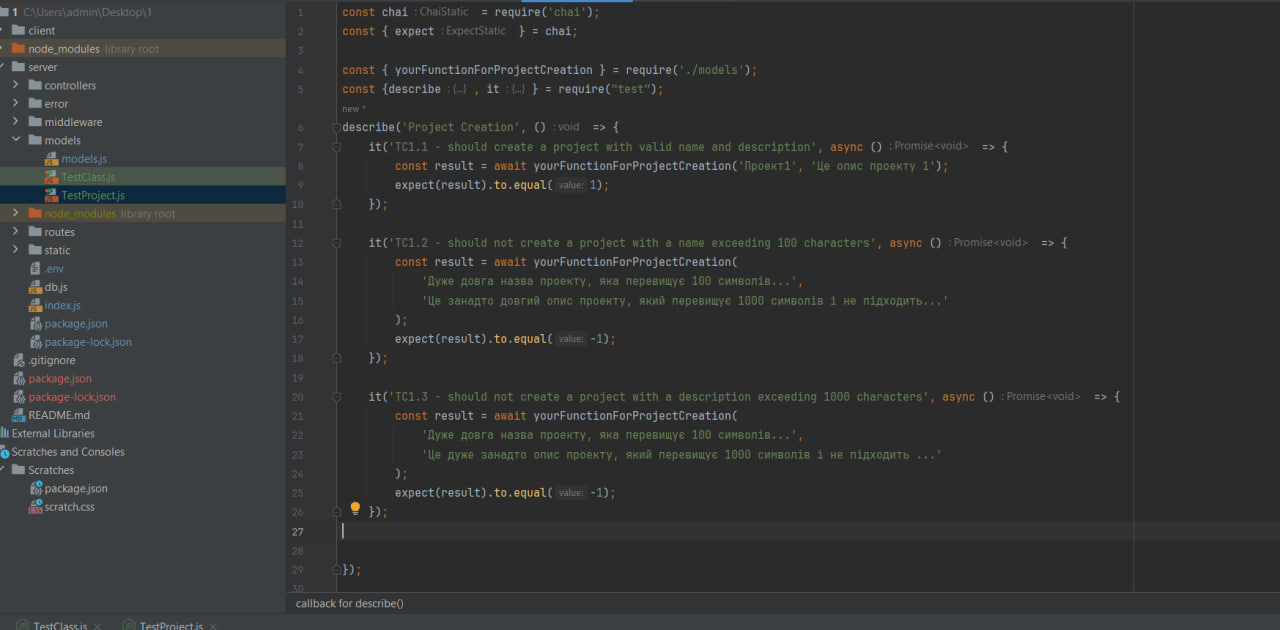 1 C:\Users\admin\Desktop\1
client
node_modules library root
server
controllers
error
middleware
models
models.js
TestClass.js
TestProject.js
node_modules library root
routes
static
.env
db.js
index.js
package.json
package-lock.json
.gitignore
package.json
package-lock.json
README.md
External Libraries
Scratches and Consoles
Scratches
package.json
scratch.css
1 const chai : ChaiStatic = require('chai');
2 const { expect : ExpectStatic } = chai;
3
4 const { yourFunctionForProjectCreation } = require('./models');
5 const {describe : {...} , it : {...} } = require("test");
new *
6 describe('Project Creation', () : void => {
7 it('TC1.1 - should create a project with valid name and description', async () : Promise<void> => {
8 const result = await yourFunctionForProjectCreation('Проект1', 'Це опис проекту 1');
9 expect(result).to.equal( value: 1);
10 });
11
12 it('TC1.2 - should not create a project with a name exceeding 100 characters', async () : Promise<void> => {
13 const result = await yourFunctionForProjectCreation(
14 'Дуже довга назва проекту, яка перевищує 100 символів...',
15 'Це занадто довгий опис проекту, який перевищує 1000 символів і не підходить...'
16 );
17 expect(result).to.equal( value: -1);
18 });
19
20 it('TC1.3 - should not create a project with a description exceeding 1000 characters', async () : Promise<void> => {
21 const result = await yourFunctionForProjectCreation(
22 'Дуже довга назва проекту, яка перевищує 100 символів...',
23 'Це дуже занадто опис проекту, який перевищує 1000 символів і не підходить ...'
24 );
25 expect(result).to.equal( value: -1);
26 });
27
28
29 });
30
callback for describe()
TestClass.js
TestProject.js